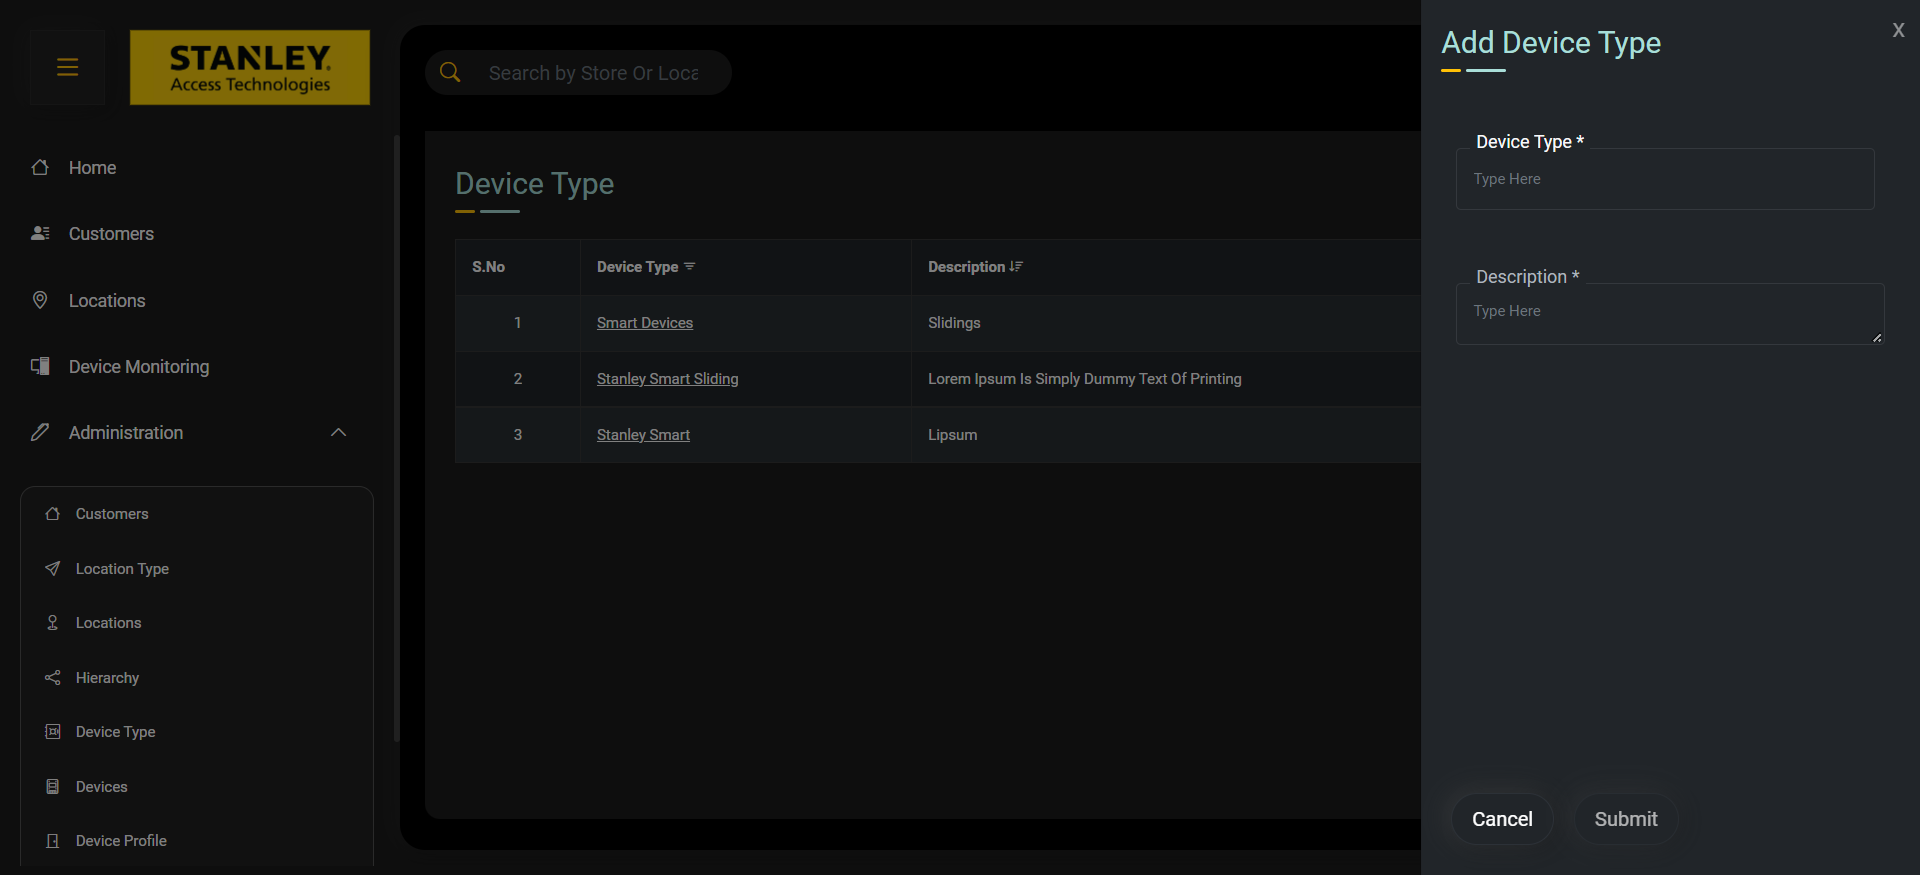 STANLEY.
Access Technologies
Home
Customers
Locations
Device Monitoring
Administration
Customers
Location Type
Locations
Hierarchy
Device Type
Devices
Device Profile
Search by Store Or Loca
Device Type
S.No Device Type Description
1 Smart Devices Slidings
2 Stanley Smart Sliding Lorem Ipsum Is Simply Dummy Text Of Printing
3 Stanley Smart Lipsum
X
Add Device Type
Device Type *
Type Here
Description *
Type Here
Cancel Submit